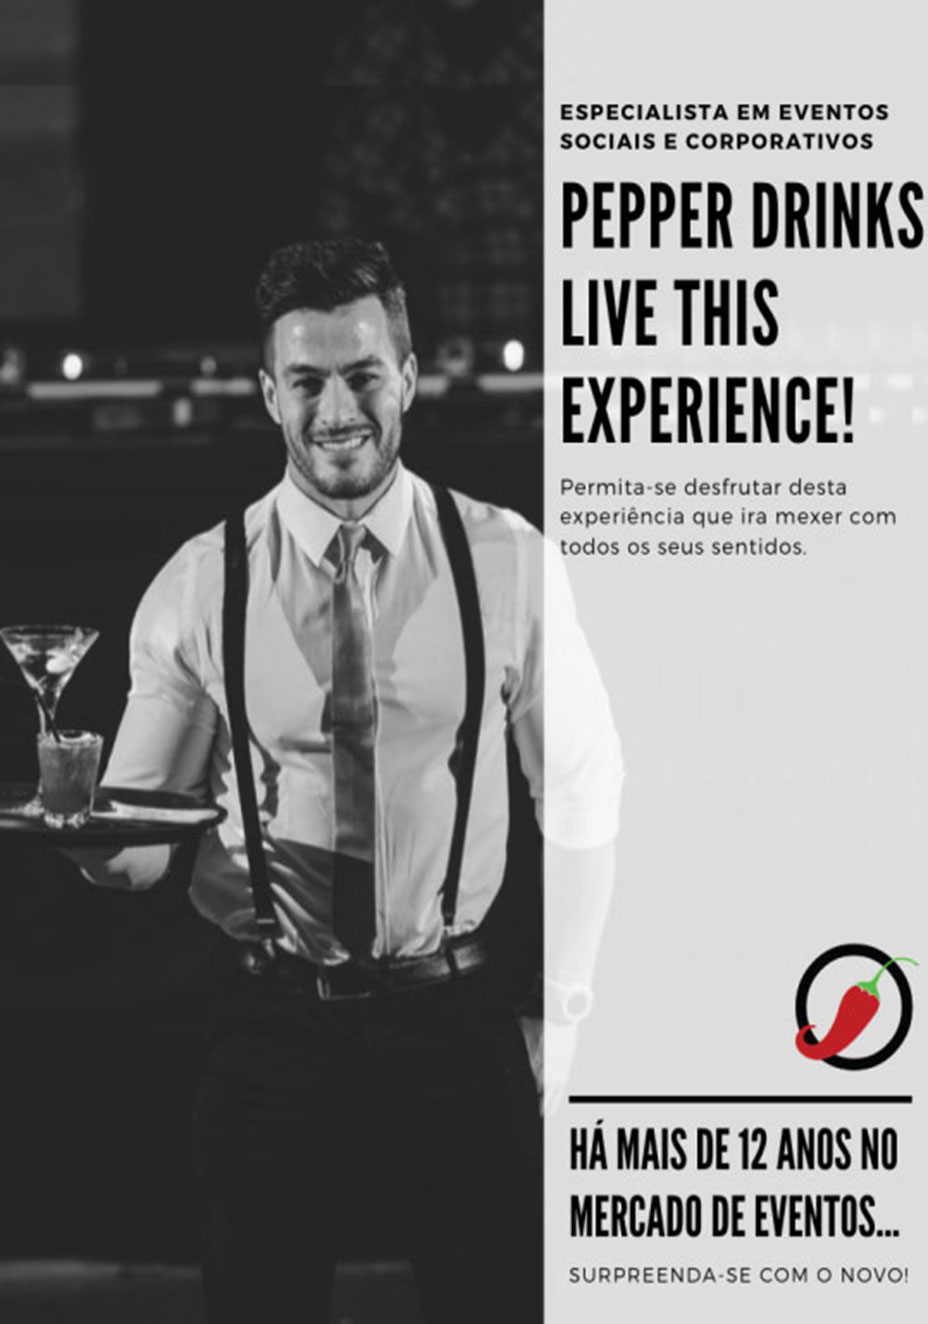 ESPECIALISTA EM EVENTOS
SOCIAIS E CORPORATIVOS
PEPPER DRINKS
LIVE THIS
EXPERIENCE!
Permita-se desfrutar desta
experiência que ira mexer com
todos os seus sentidos.
HÁ MAIS DE 12 ANOS NO
MERCADO DE EVENTOS...
SURPREENDA-SE COM O NOVO!